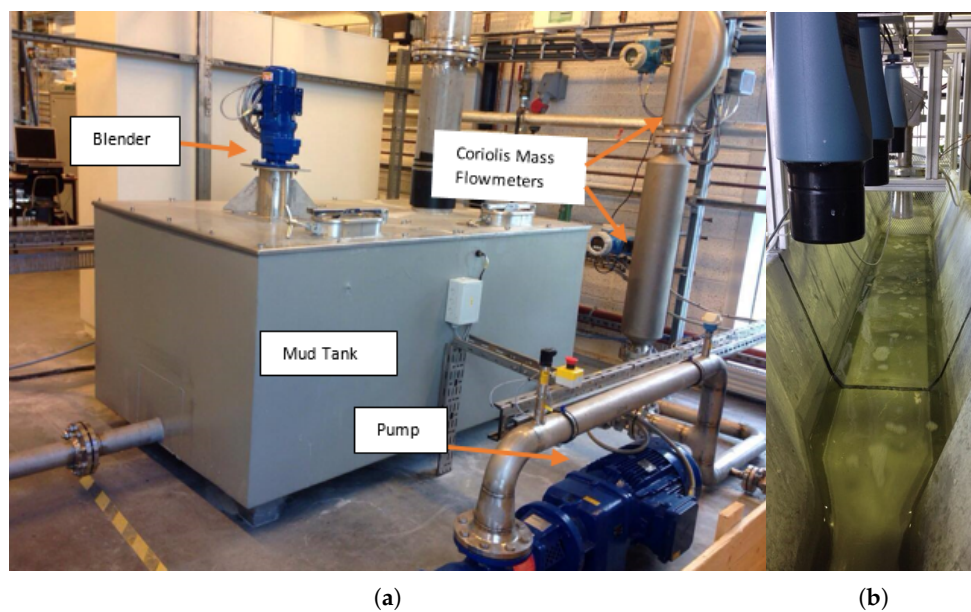 Blender
Coriolis Mass
Flowmeters
Mud Tank
Pump
(a)
(b)